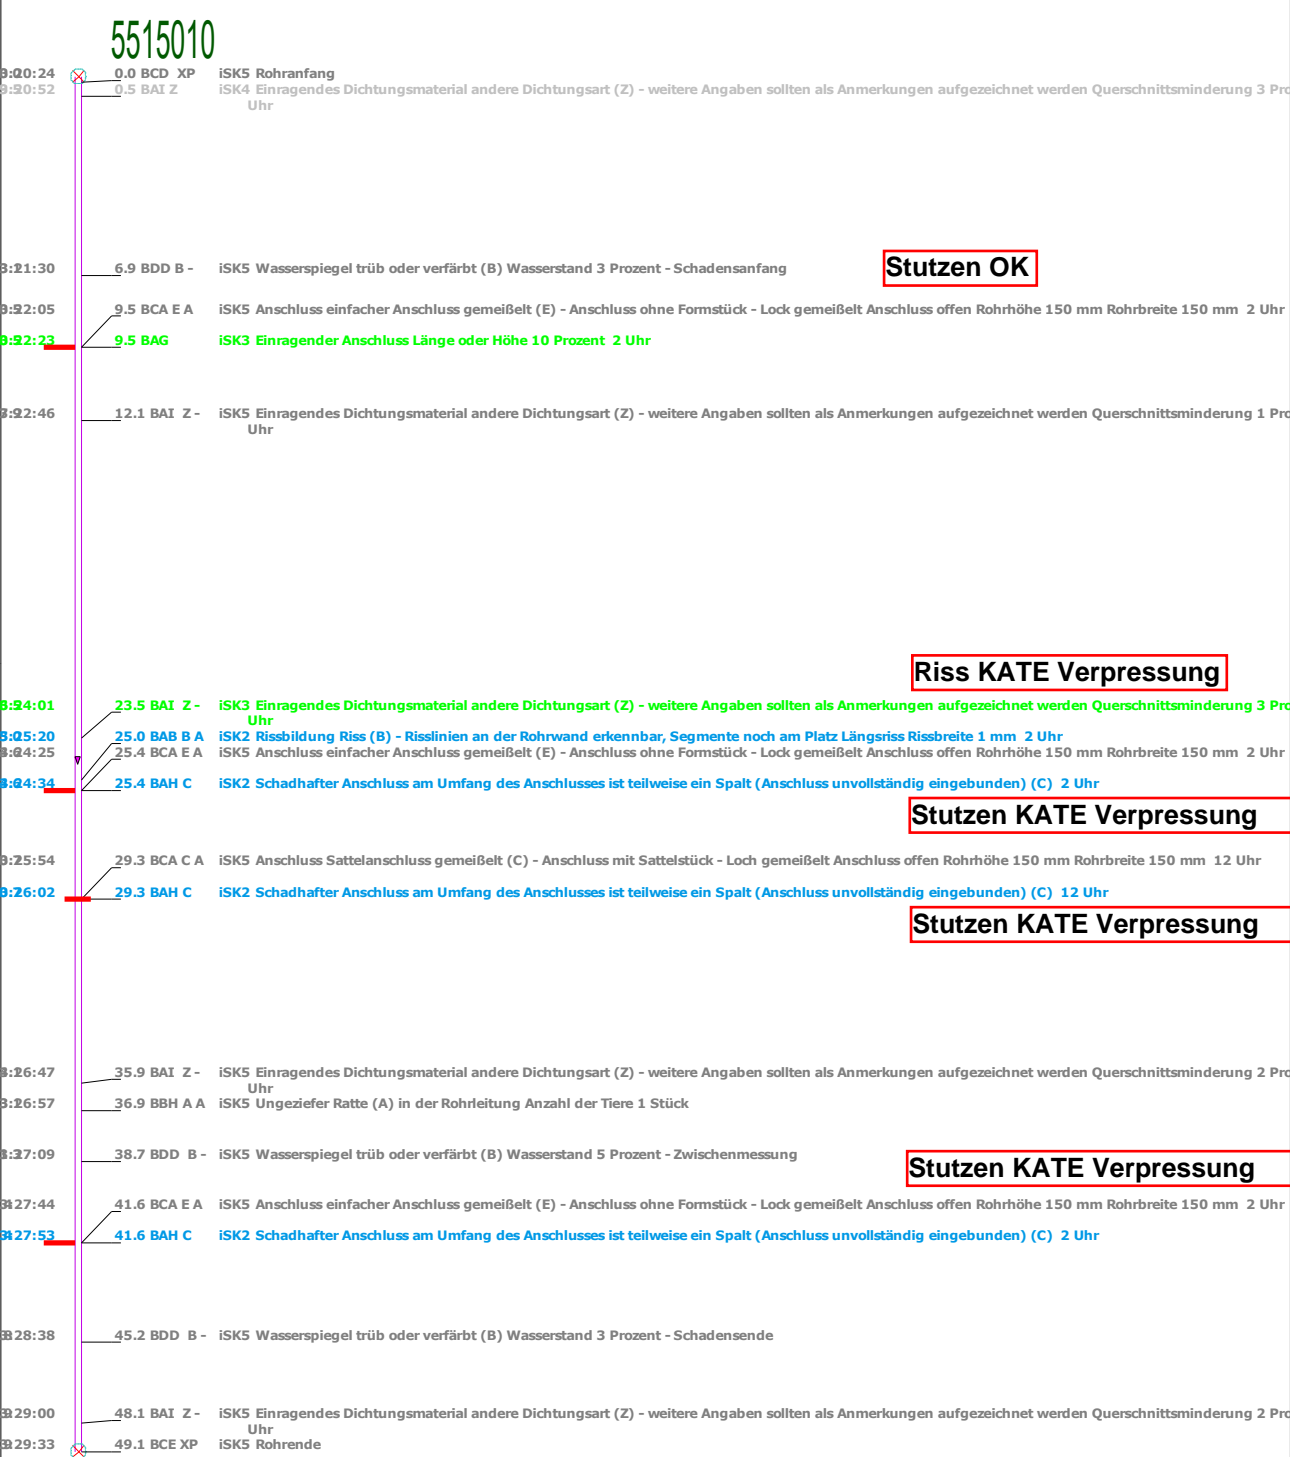 5515010
20:24 0.0 BCD XP iSK5 Rohranfang
20:52 0.5 BAI Z iSK4 Einragendes Dichtungsmaterial andere Dichtungsart (Z) - weitere Angaben sollten als Anmerkungen aufgezeichnet werden Querschnittsminderung 3
Uhr
21:30 6.9 BDD B - iSK5 Wasserspiegel trüb oder verfärbt (B) Wasserstand 3 Prozent - Schadensanfang
Stutzen OK
22:05 9.5 BCA E A iSK5 Anschluss einfacher Anschluss gemeißelt (E) - Anschluss ohne Formstück - Lock gemeißelt Anschluss offen Rohrhöhe 150 mm Rohrbreite 150 mm 2 Uhr
22:23 9.5 BAG iSK3 Einragender Anschluss Länge oder Höhe 10 Prozent 2 Uhr
22:46 12.1 BAI Z - iSK5 Einragendes Dichtungsmaterial andere Dichtungsart (Z) - weitere Angaben sollten als Anmerkungen aufgezeichnet werden Querschnittsminderung 1
Uhr
Riss KATE Verpressung
24:01 23.5 BAI Z - iSK3 Einragendes Dichtungsmaterial andere Dichtungsart (Z) - weitere Angaben sollten als Anmerkungen aufgezeichnet werden Querschnittsminderung 3
Uhr
25:20 25.0 BAB B A iSK2 Rissbildung Riss (B) - Risslinien an der Rohrwand erkennbar, Segmente noch am Platz Längsriss Rissbreite 1 mm 2 Uhr
24:25 25.4 BCA E A iSK5 Anschluss einfacher Anschluss gemeißelt (E) - Anschluss ohne Formstück - Lock gemeißelt Anschluss offen Rohrhöhe 150 mm Rohrbreite 150 mm 2 Uhr
24:34 25.4 BAH C iSK2 Schadhafter Anschluss am Umfang des Anschlusses ist teilweise ein Spalt (Anschluss unvollständig eingebunden) (C) 2 Uhr
Stutzen KATE Verpressung
25:54 29.3 BCA C A iSK5 Anschluss Sattelanschluss gemeißelt (C) - Anschluss mit Sattelstück - Loch gemeißelt Anschluss offen Rohrhöhe 150 mm Rohrbreite 150 mm 12 Uhr
26:02 29.3 BAH C iSK2 Schadhafter Anschluss am Umfang des Anschlusses ist teilweise ein Spalt (Anschluss unvollständig eingebunden) (C) 12 Uhr
Stutzen KATE Verpressung
26:47 35.9 BAI Z - iSK5 Einragendes Dichtungsmaterial andere Dichtungsart (Z) - weitere Angaben sollten als Anmerkungen aufgezeichnet werden Querschnittsminderung 2
Uhr
26:57 36.9 BBH A A iSK5 Ungeziefer Ratte (A) in der Rohrleitung Anzahl der Tiere 1 Stück
27:09 38.7 BDD B - iSK5 Wasserspiegel trüb oder verfärbt (B) Wasserstand 5 Prozent - Zwischenmessung
Stutzen KATE Verpressung
27:44 41.6 BCA E A iSK5 Anschluss einfacher Anschluss gemeißelt (E) - Anschluss ohne Formstück - Lock gemeißelt Anschluss offen Rohrhöhe 150 mm Rohrbreite 150 mm 2 Uhr
27:53 41.6 BAH C iSK2 Schadhafter Anschluss am Umfang des Anschlusses ist teilweise ein Spalt (Anschluss unvollständig eingebunden) (C) 2 Uhr
28:38 45.2 BDD B - iSK5 Wasserspiegel trüb oder verfärbt (B) Wasserstand 3 Prozent - Schadensende
29:00 48.1 BAI Z - iSK5 Einragendes Dichtungsmaterial andere Dichtungsart (Z) - weitere Angaben sollten als Anmerkungen aufgezeichnet werden Querschnittsminderung 2
Uhr
29:33 49.1 BCE XP iSK5 Rohrende